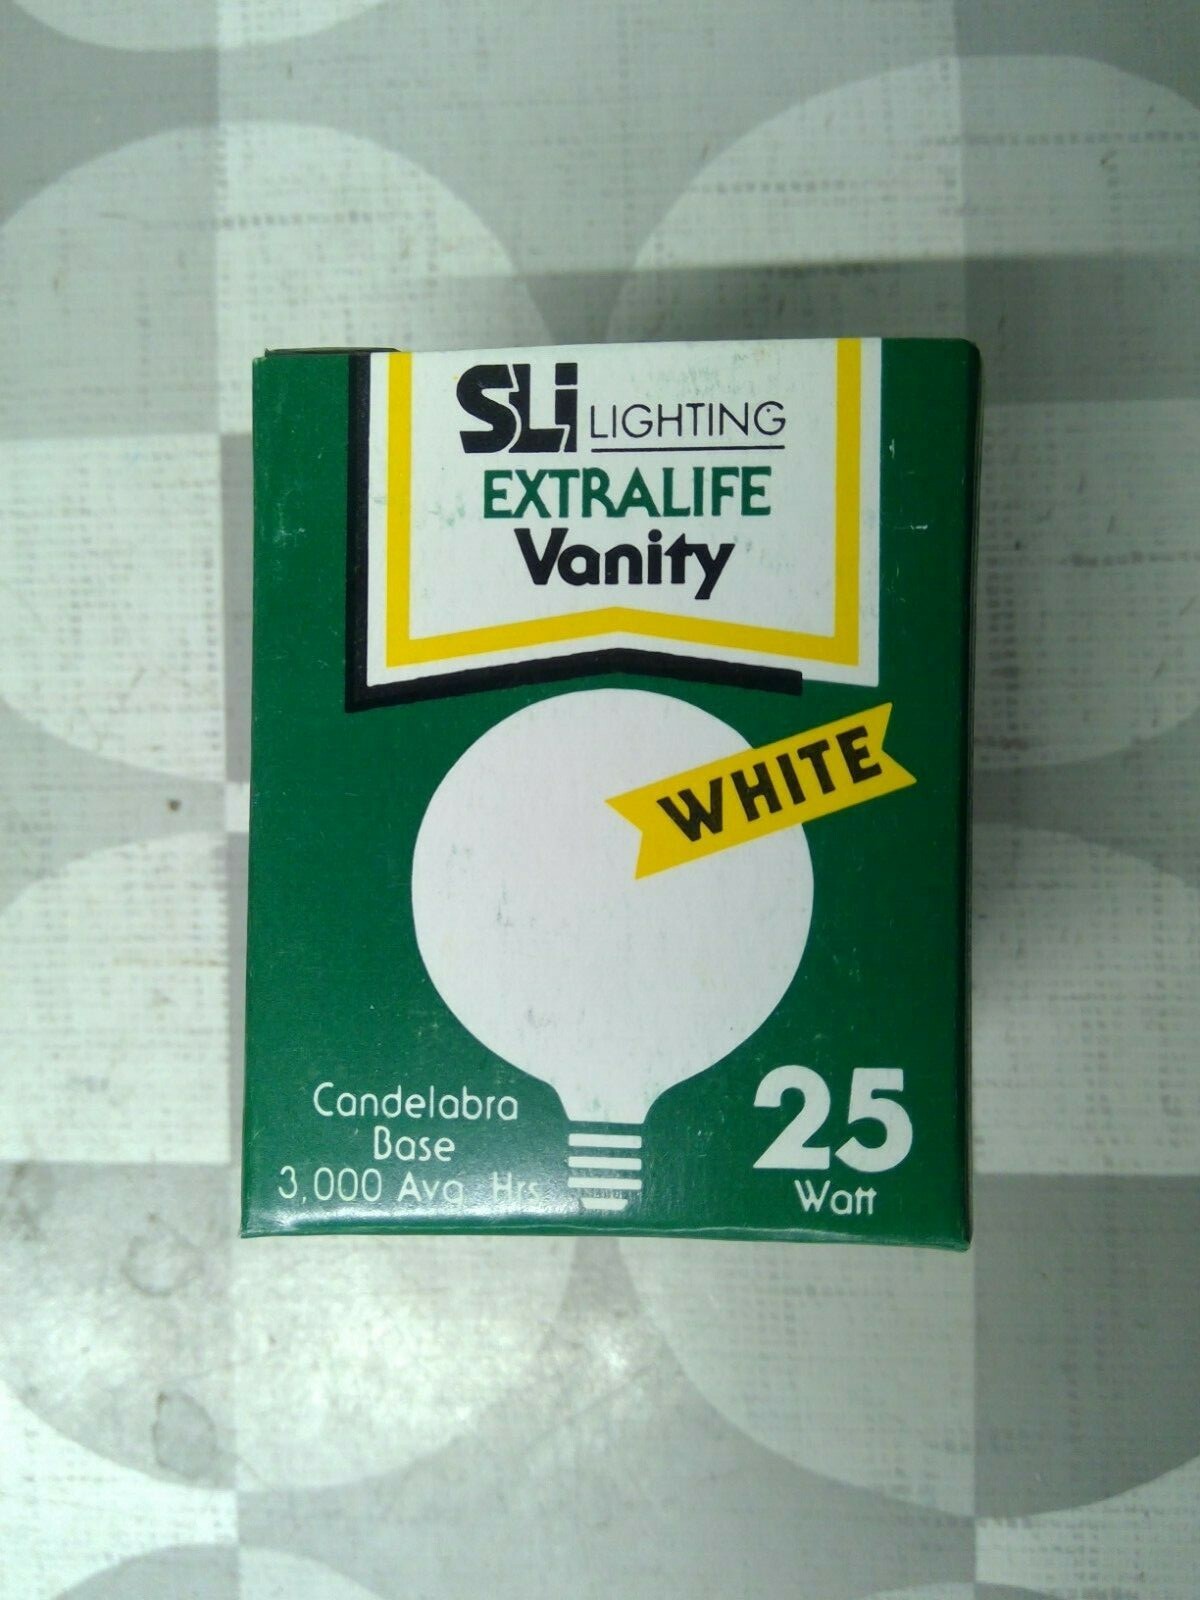 SLi LIGHTING
EXTRALIFE
Vanity
WHITE
Candelabra
Base
3,000 Avg Hrs
25
Watt